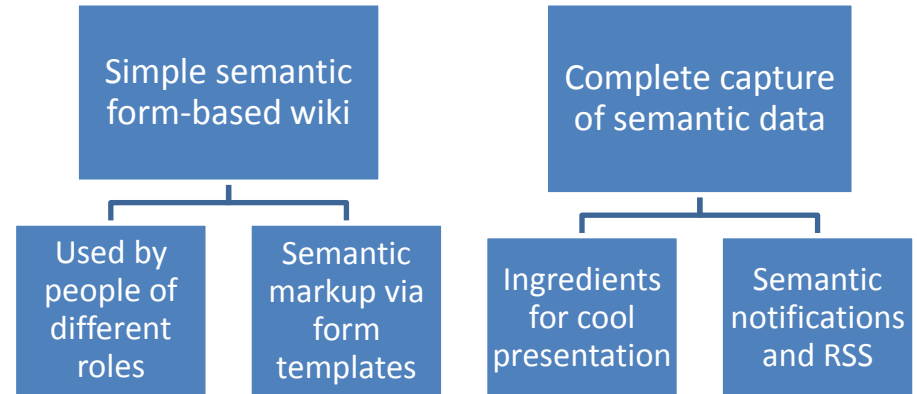 Simple semantic
form-based wiki
Complete capture
of semantic data
Used by
people of
different
roles
Semantic
markup via
form
templates
Ingredients
for cool
presentation
Semantic
notifications
and RSS